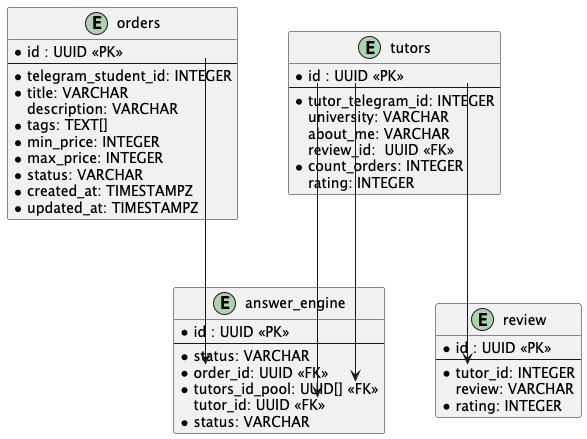 E orders
* id : UUID «PK»
* telegram_student_id: INTEGER
* title: VARCHAR
description: VARCHAR
* tags: TEXT[]
* min_price: INTEGER
* max_price: INTEGER
* status: VARCHAR
* created_at: TIMESTAMPZ
* updated_at: TIMESTAMPZ
E tutors
* id : UUID «PK»
* tutor_telegram_id: INTEGER
university: VARCHAR
about_me: VARCHAR
review_id:  UUID «FK»
* count_orders: INTEGER
rating: INTEGER
E answer_engine
* id : UUID «PK»
* status: VARCHAR
* order_id: UUID «FK»
* tutors_id_pool: UUID[] «FK»
tutor_id: UUID «FK»
* status: VARCHAR
E review
* id : UUID «PK»
* tutor_id: INTEGER
review: VARCHAR
* rating: INTEGER